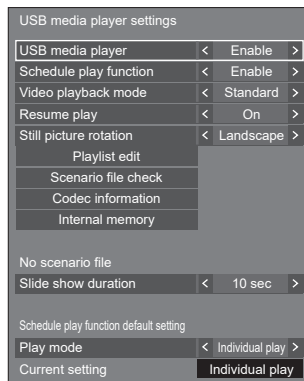 USB media player settings
USB media player < Enable >
Schedule play function < Enable >
Video playback mode < Standard >
Resume play < On >
Still picture rotation < Landscape >
Playlist edit
Scenario file check
Codec information
Internal memory
No scenario file
Slide show duration < 10 sec >
Schedule play function default setting
Play mode < Individual play >
Current setting Individual play